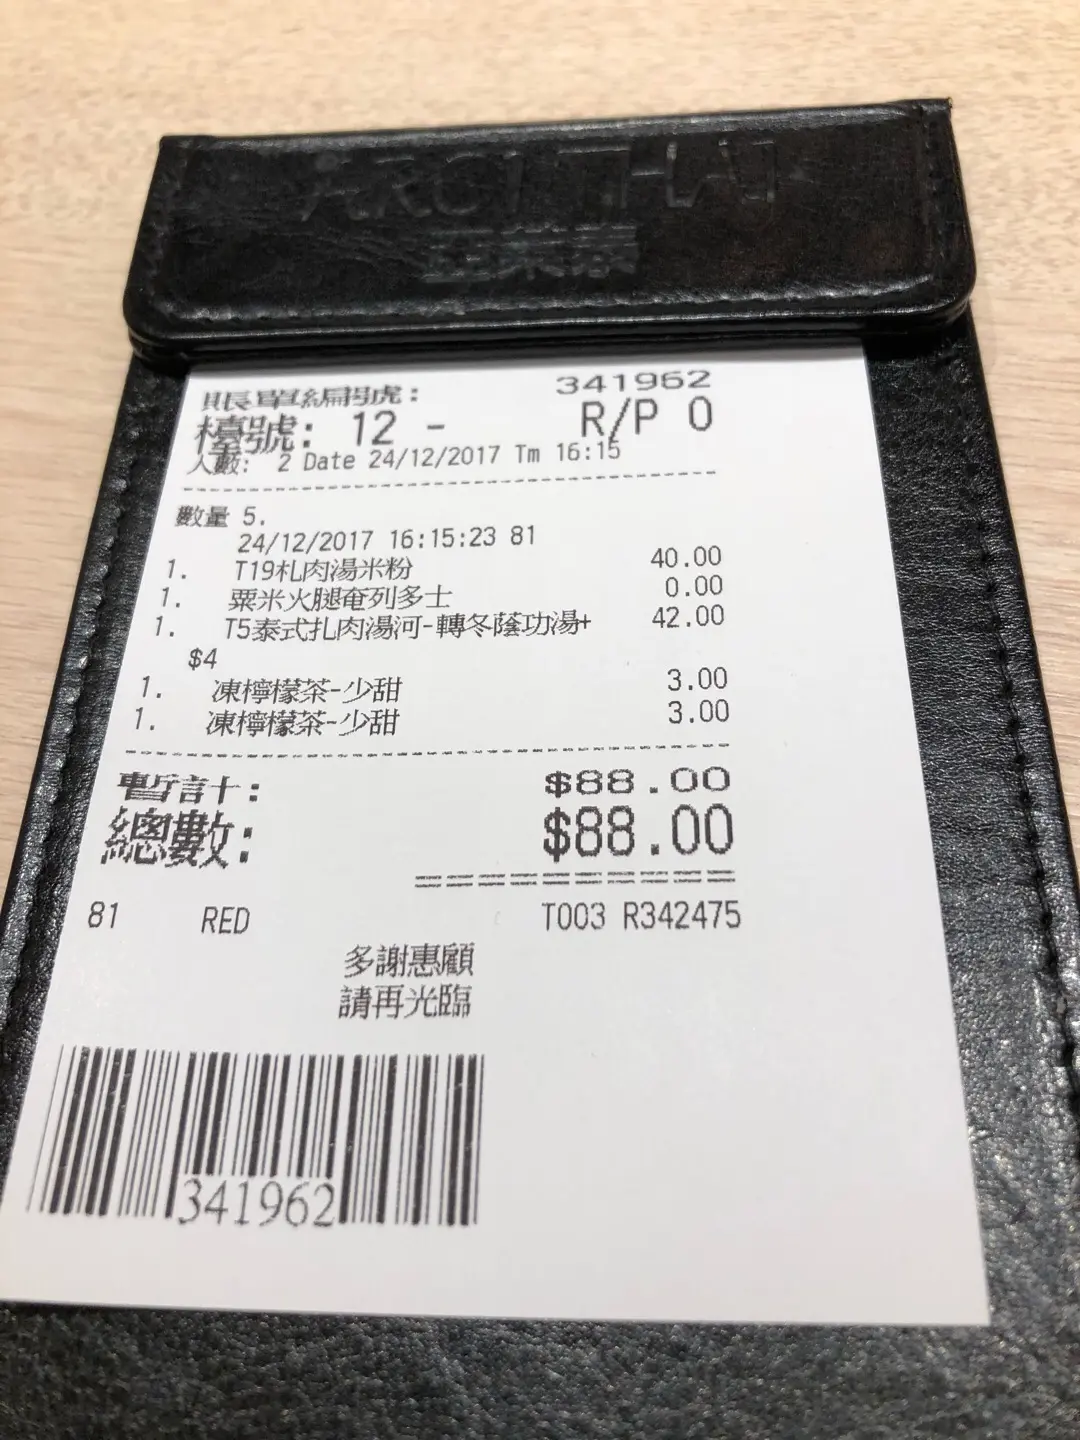 AROY THAI
亞萊泰
賬單編號: 341962
檯號: 12 - R/P 0
人數: 2 Date 24/12/2017 Tm 16:15
數量 5.
24/12/2017 16:15:23 81
1. T19札肉湯米粉 40.00
1. 粟米火腿奄列多士 0.00
1. T5泰式扎肉湯河-轉冬蔭功湯+ 42.00
$4
1. 凍檸檬茶-少甜 3.00
1. 凍檸檬茶-少甜 3.00
暫計: $88.00
總數: $88.00
81 RED T003 R342475
多謝惠顧
請再光臨
341962